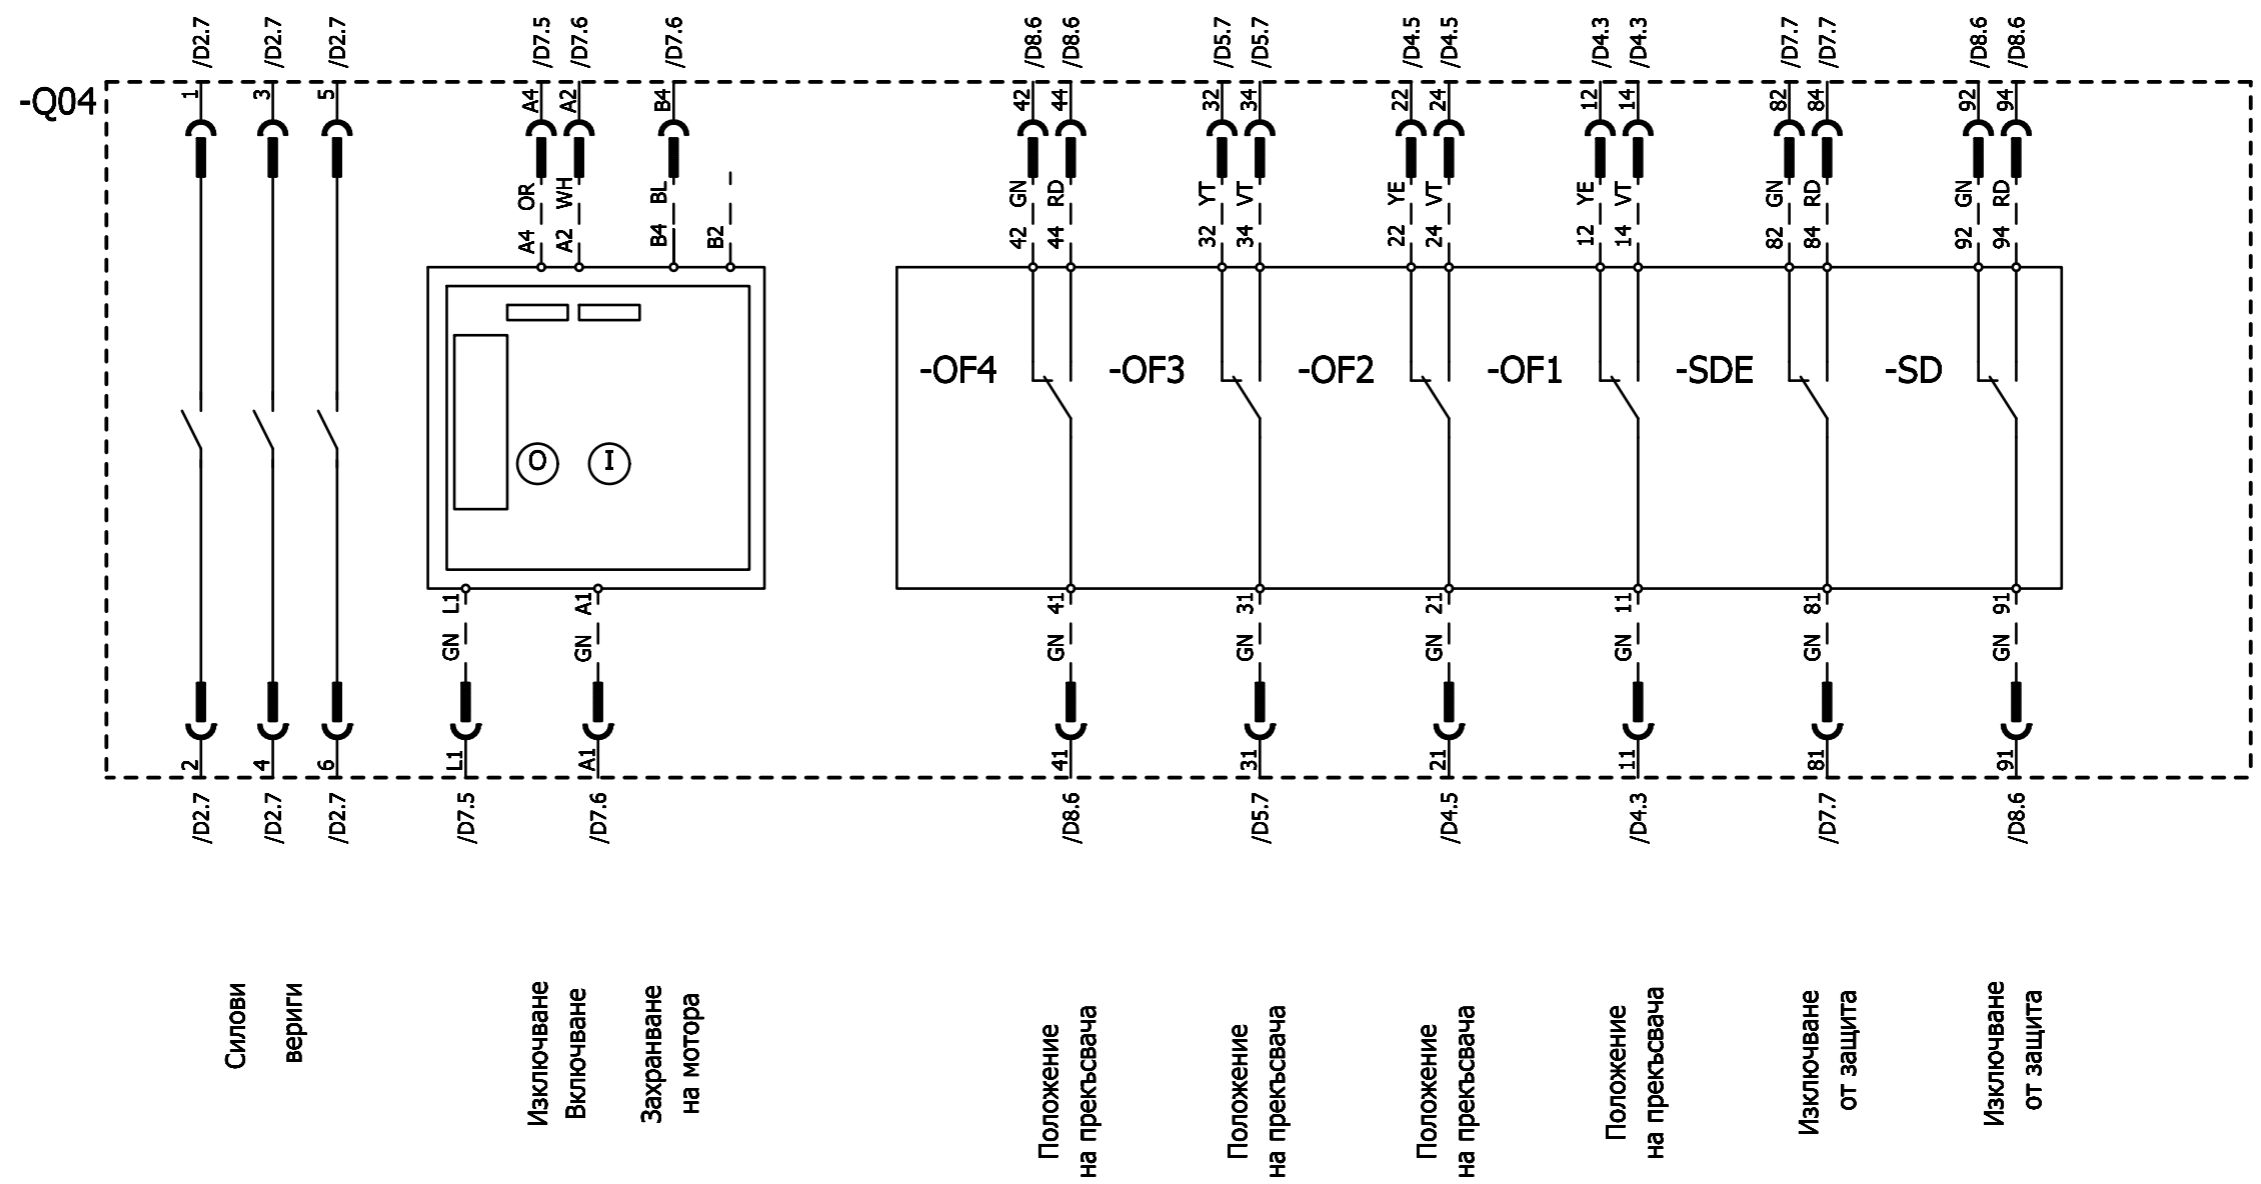 /D2.7 /D2.7 /D2.7 /D7.5 /D7.6 /D7.6 /D8.6 /D8.6 /D5.7 /D5.7 /D4.5 /D4.5 /D4.3 /D4.3 /D7.7 /D7.7 /D8.6 /D8.6
-Q04
1 3 5 A4 A2 B4 42 44 32 34 22 24 12 14 82 84 92 94
OR WH BL GN RD YT VT YE VT YE VT GN RD GN RD
A4 A2 B4 B2 42 44 32 34 22 24 12 14 82 84 92 94
-OF4 -OF3 -OF2 -OF1 -SDE -SD
O I
L1 A1 41 31 21 11 81 91
GN GN GN GN GN GN GN GN
2 4 6 L1 A1 41 31 21 11 81 91
/D2.7 /D2.7 /D2.7 /D7.5 /D7.6 /D8.6 /D5.7 /D4.5 /D4.3 /D7.7 /D8.6
Силови
вериги
Изключване
Включване
Захранване
на мотора
Положение
на прекъсвача
Положение
на прекъсвача
Положение
на прекъсвача
Положение
на прекъсвача
Изключване
от защита
Изключване
от защита